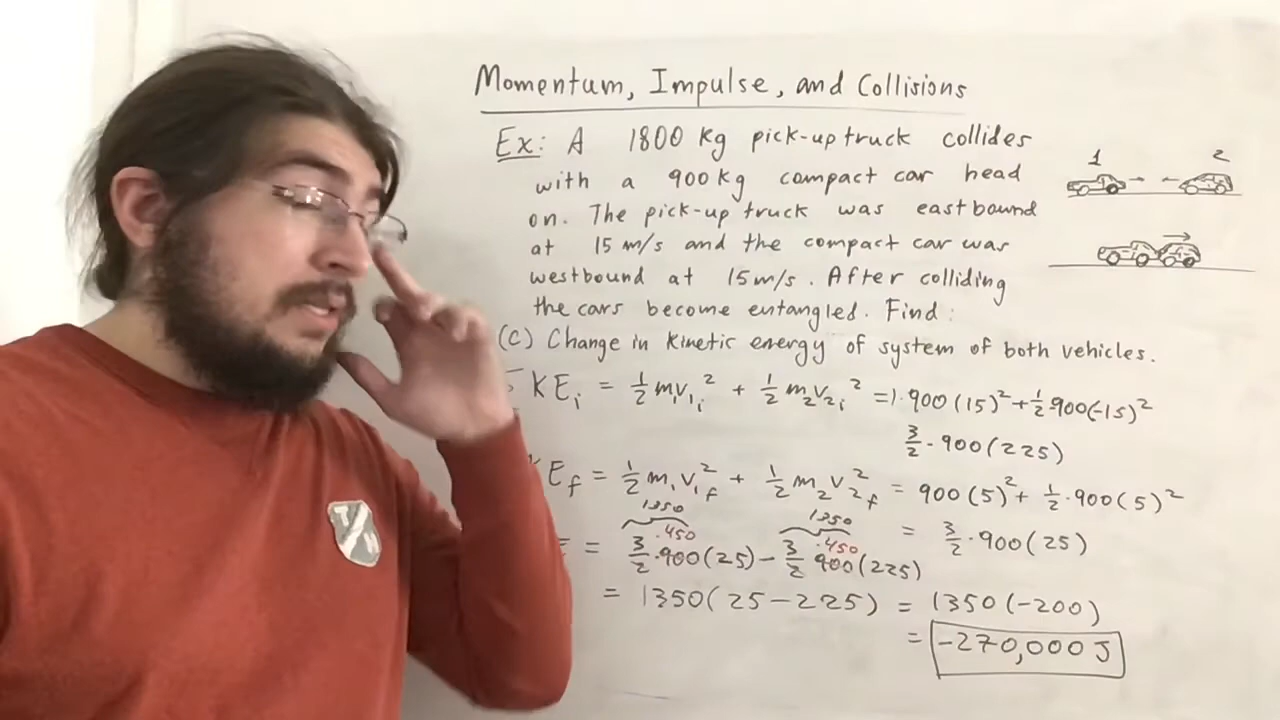 Momentum, Impulse, and Collisions
Ex: A 1800 kg pick-up truck collides
with a 900 kg compact car head
on. The pick-up truck was eastbound
at 15 m/s and the compact car was
westbound at 15 m/s. After colliding
the cars become entangled. Find:
1 2
(C) Change in kinetic energy of system of both vehicles.
KEᵢ = ½m₁v₁ᵢ² + ½m₂v₂ᵢ² = 1·900(15)² + ½·900(-15)²
3/2·900(225)
KE_f = ½m₁v₁f² + ½m₂v₂f² = 900(5)² + ½·900(5)²
= 3/2·900(25)
1350 1350
·450 ·450
= 3/2·900(25) - 3/2 900(225)
= 1350(25-225) = 1350(-200)
= -270,000 J